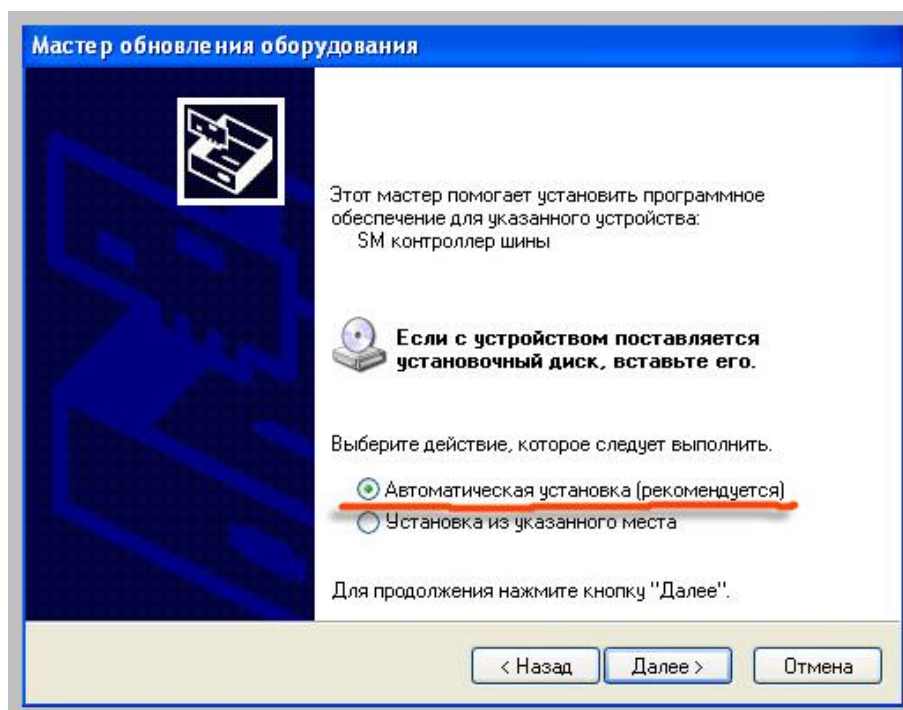 Мастер обновления оборудования
Этот мастер помогает установить программное
обеспечение для указанного устройства:
SM контроллер шины
Если с устройством поставляется
установочный диск, вставьте его.
Выберите действие, которое следует выполнить.
Автоматическая установка (рекомендуется)
Установка из указанного места
Для продолжения нажмите кнопку "Далее".
< Назад Далее > Отмена